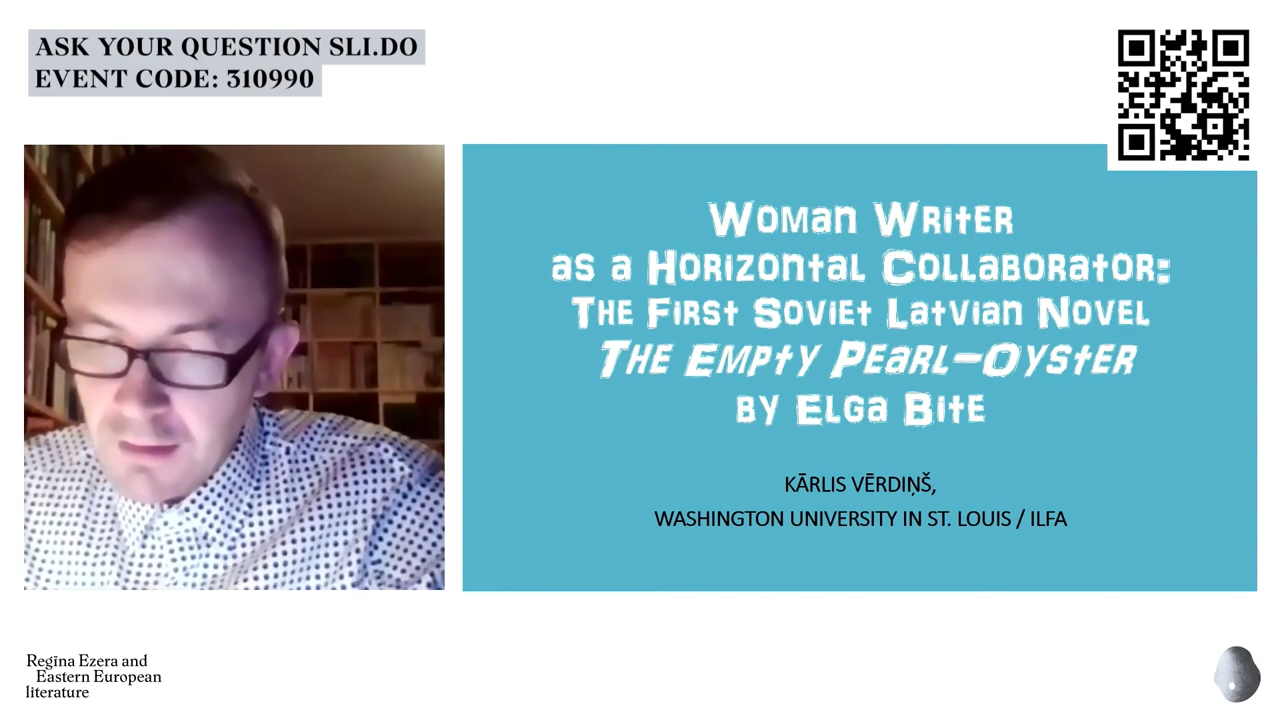 ASK YOUR QUESTION SLI.DO
EVENT CODE: 310990
Woman Writer
as a Horizontal Collaborator:
The First Soviet Latvian Novel
The Empty Pearl-Oyster
by Elga Bite
KĀRLIS VĒRDIŅŠ,
WASHINGTON UNIVERSITY IN ST. LOUIS / ILFA
Regīna Ezera and
Eastern European
literature